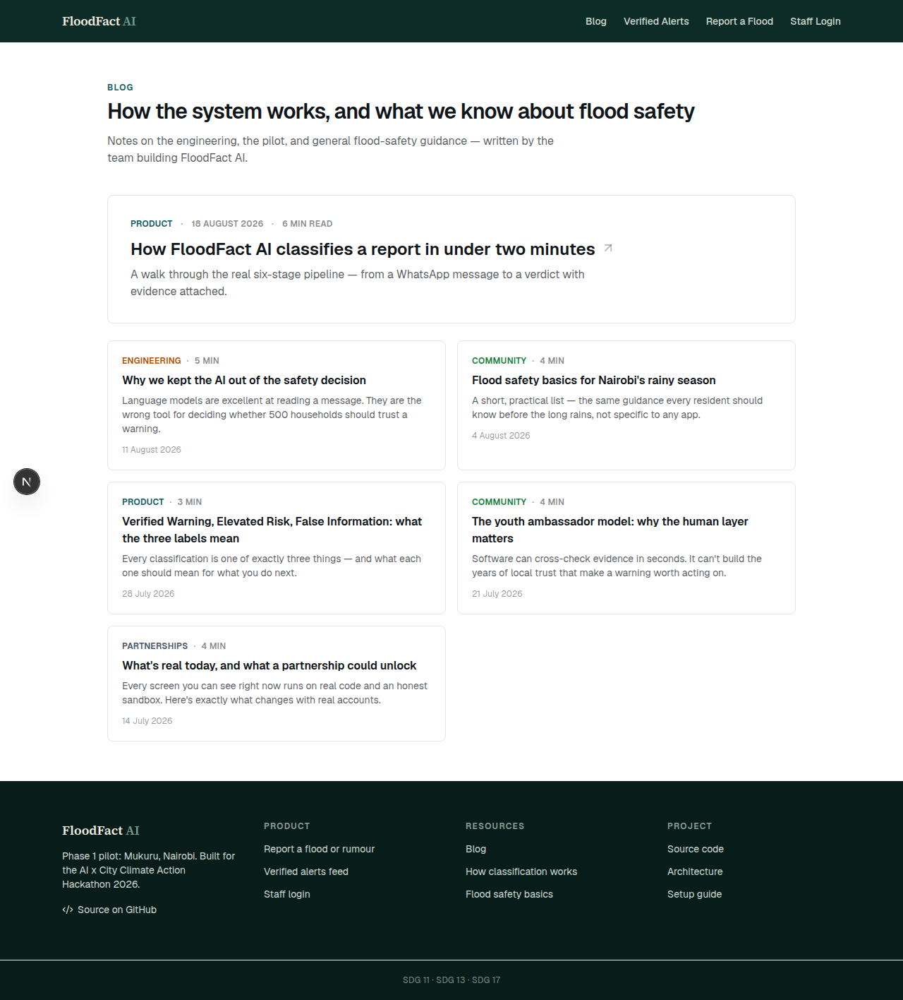 FloodFact AI
Blog
Verified Alerts
Report a Flood
Staff Login
BLOG
How the system works, and what we know about flood safety
Notes on the engineering, the pilot, and general flood-safety guidance — written by the
team building FloodFact AI.
PRODUCT · 18 AUGUST 2026 · 6 MIN READ
How FloodFact AI classifies a report in under two minutes
A walk through the real six-stage pipeline — from a WhatsApp message to a verdict with
evidence attached.
ENGINEERING · 5 MIN
Why we kept the AI out of the safety decision
Language models are excellent at reading a message. They are the
wrong tool for deciding whether 500 households should trust a
warning.
11 August 2026
COMMUNITY · 4 MIN
Flood safety basics for Nairobi's rainy season
A short, practical list — the same guidance every resident should
know before the long rains, not specific to any app.
4 August 2026
PRODUCT · 3 MIN
Verified Warning, Elevated Risk, False Information: what
the three labels mean
Every classification is one of exactly three things — and what each
one should mean for what you do next.
28 July 2026
COMMUNITY · 4 MIN
The youth ambassador model: why the human layer
matters
Software can cross-check evidence in seconds. It can't build the
years of local trust that make a warning worth acting on.
21 July 2026
PARTNERSHIPS · 4 MIN
What's real today, and what a partnership could unlock
Every screen you can see right now runs on real code and an honest
sandbox. Here's exactly what changes with real accounts.
14 July 2026
N
FloodFact AI
Phase 1 pilot: Mukuru, Nairobi. Built for
the AI x City Climate Action
Hackathon 2026.
Source on GitHub
PRODUCT
Report a flood or rumour
Verified alerts feed
Staff login
RESOURCES
Blog
How classification works
Flood safety basics
PROJECT
Source code
Architecture
Setup guide
SDG 11 · SDG 13 · SDG 17